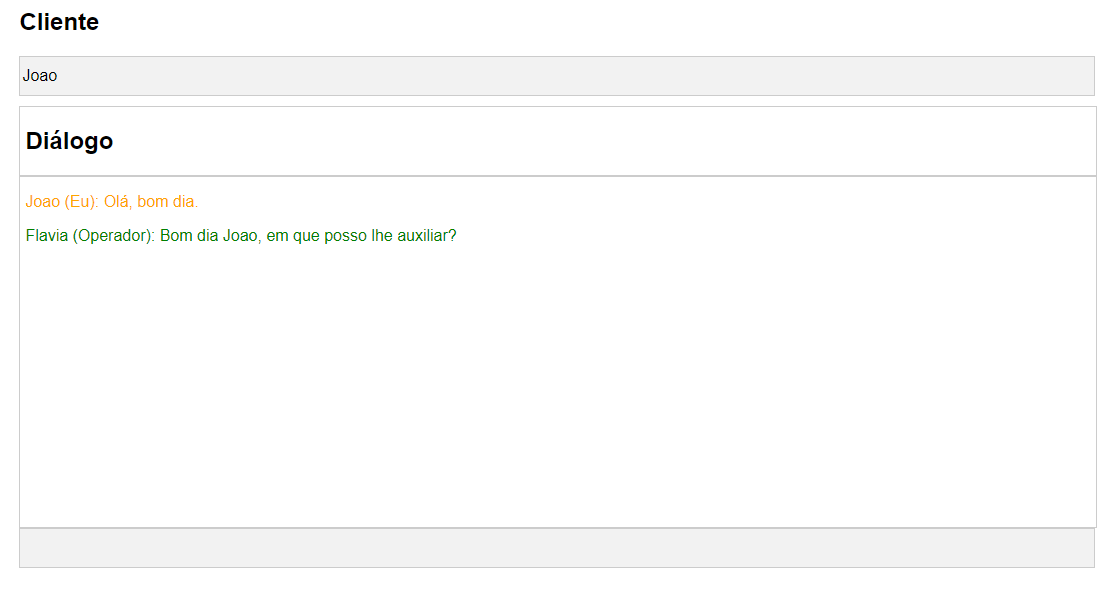 Cliente
Joao
Diálogo
Joao (Eu): Olá, bom dia.
Flavia (Operador): Bom dia Joao, em que posso lhe auxiliar?